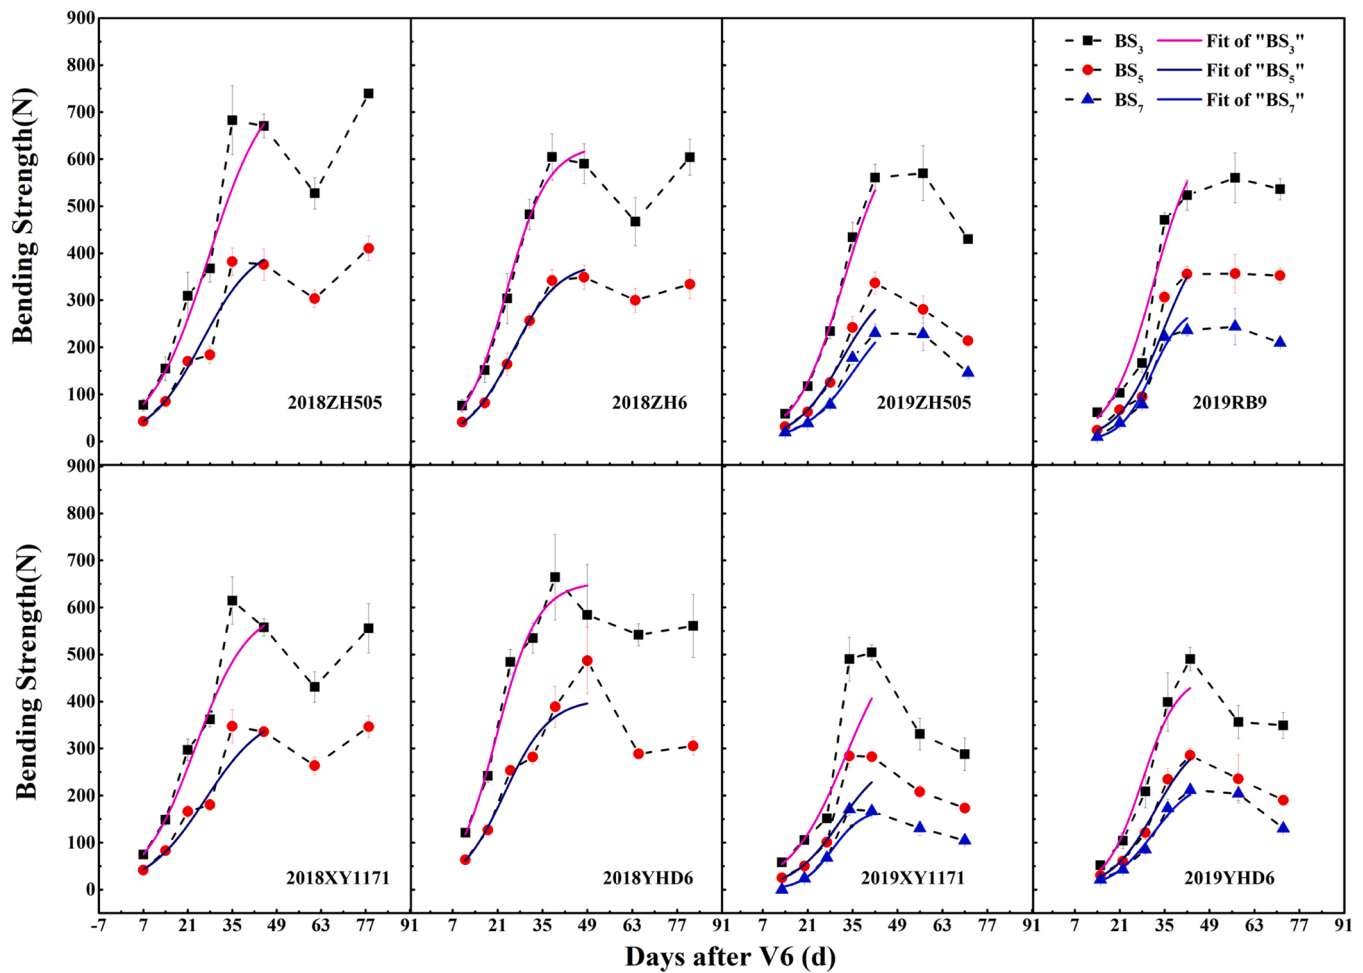 900
800
700
600
500
400
300
200
100
0
Bending Strength(N)
2018ZH505
2018ZH6
2019ZH505
BS3 Fit of "BS3"
BS5 Fit of "BS5"
BS7 Fit of "BS7"
2019RB9
900
800
700
600
500
400
300
200
100
0
Bending Strength(N)
2018XY1171
2018YHD6
2019XY1171
2019YHD6
-7 7 21 35 49 63 77 91 7 21 35 49 63 77 91 7 21 35 49 63 77 91 7 21 35 49 63 77 91
Days after V6 (d)